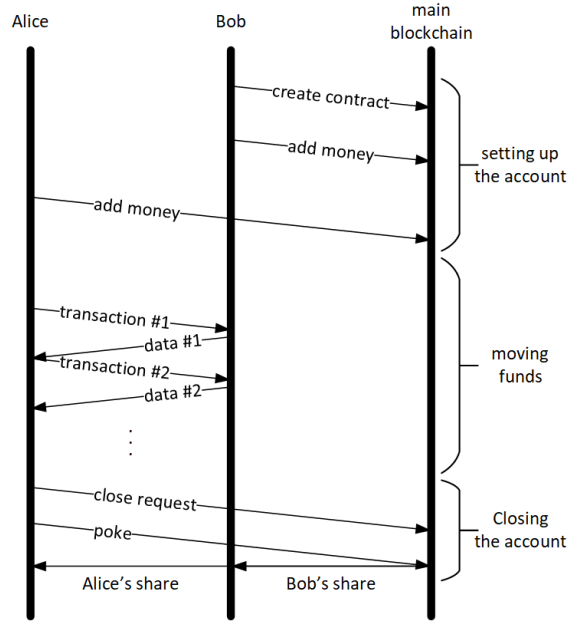 Alice
Bob
main
blockchain
create contract
add money
setting up
the account
add money
transaction #1
data #1
transaction #2
data #2
moving
funds
close request
poke
Closing
the account
Alice's share
Bob's share